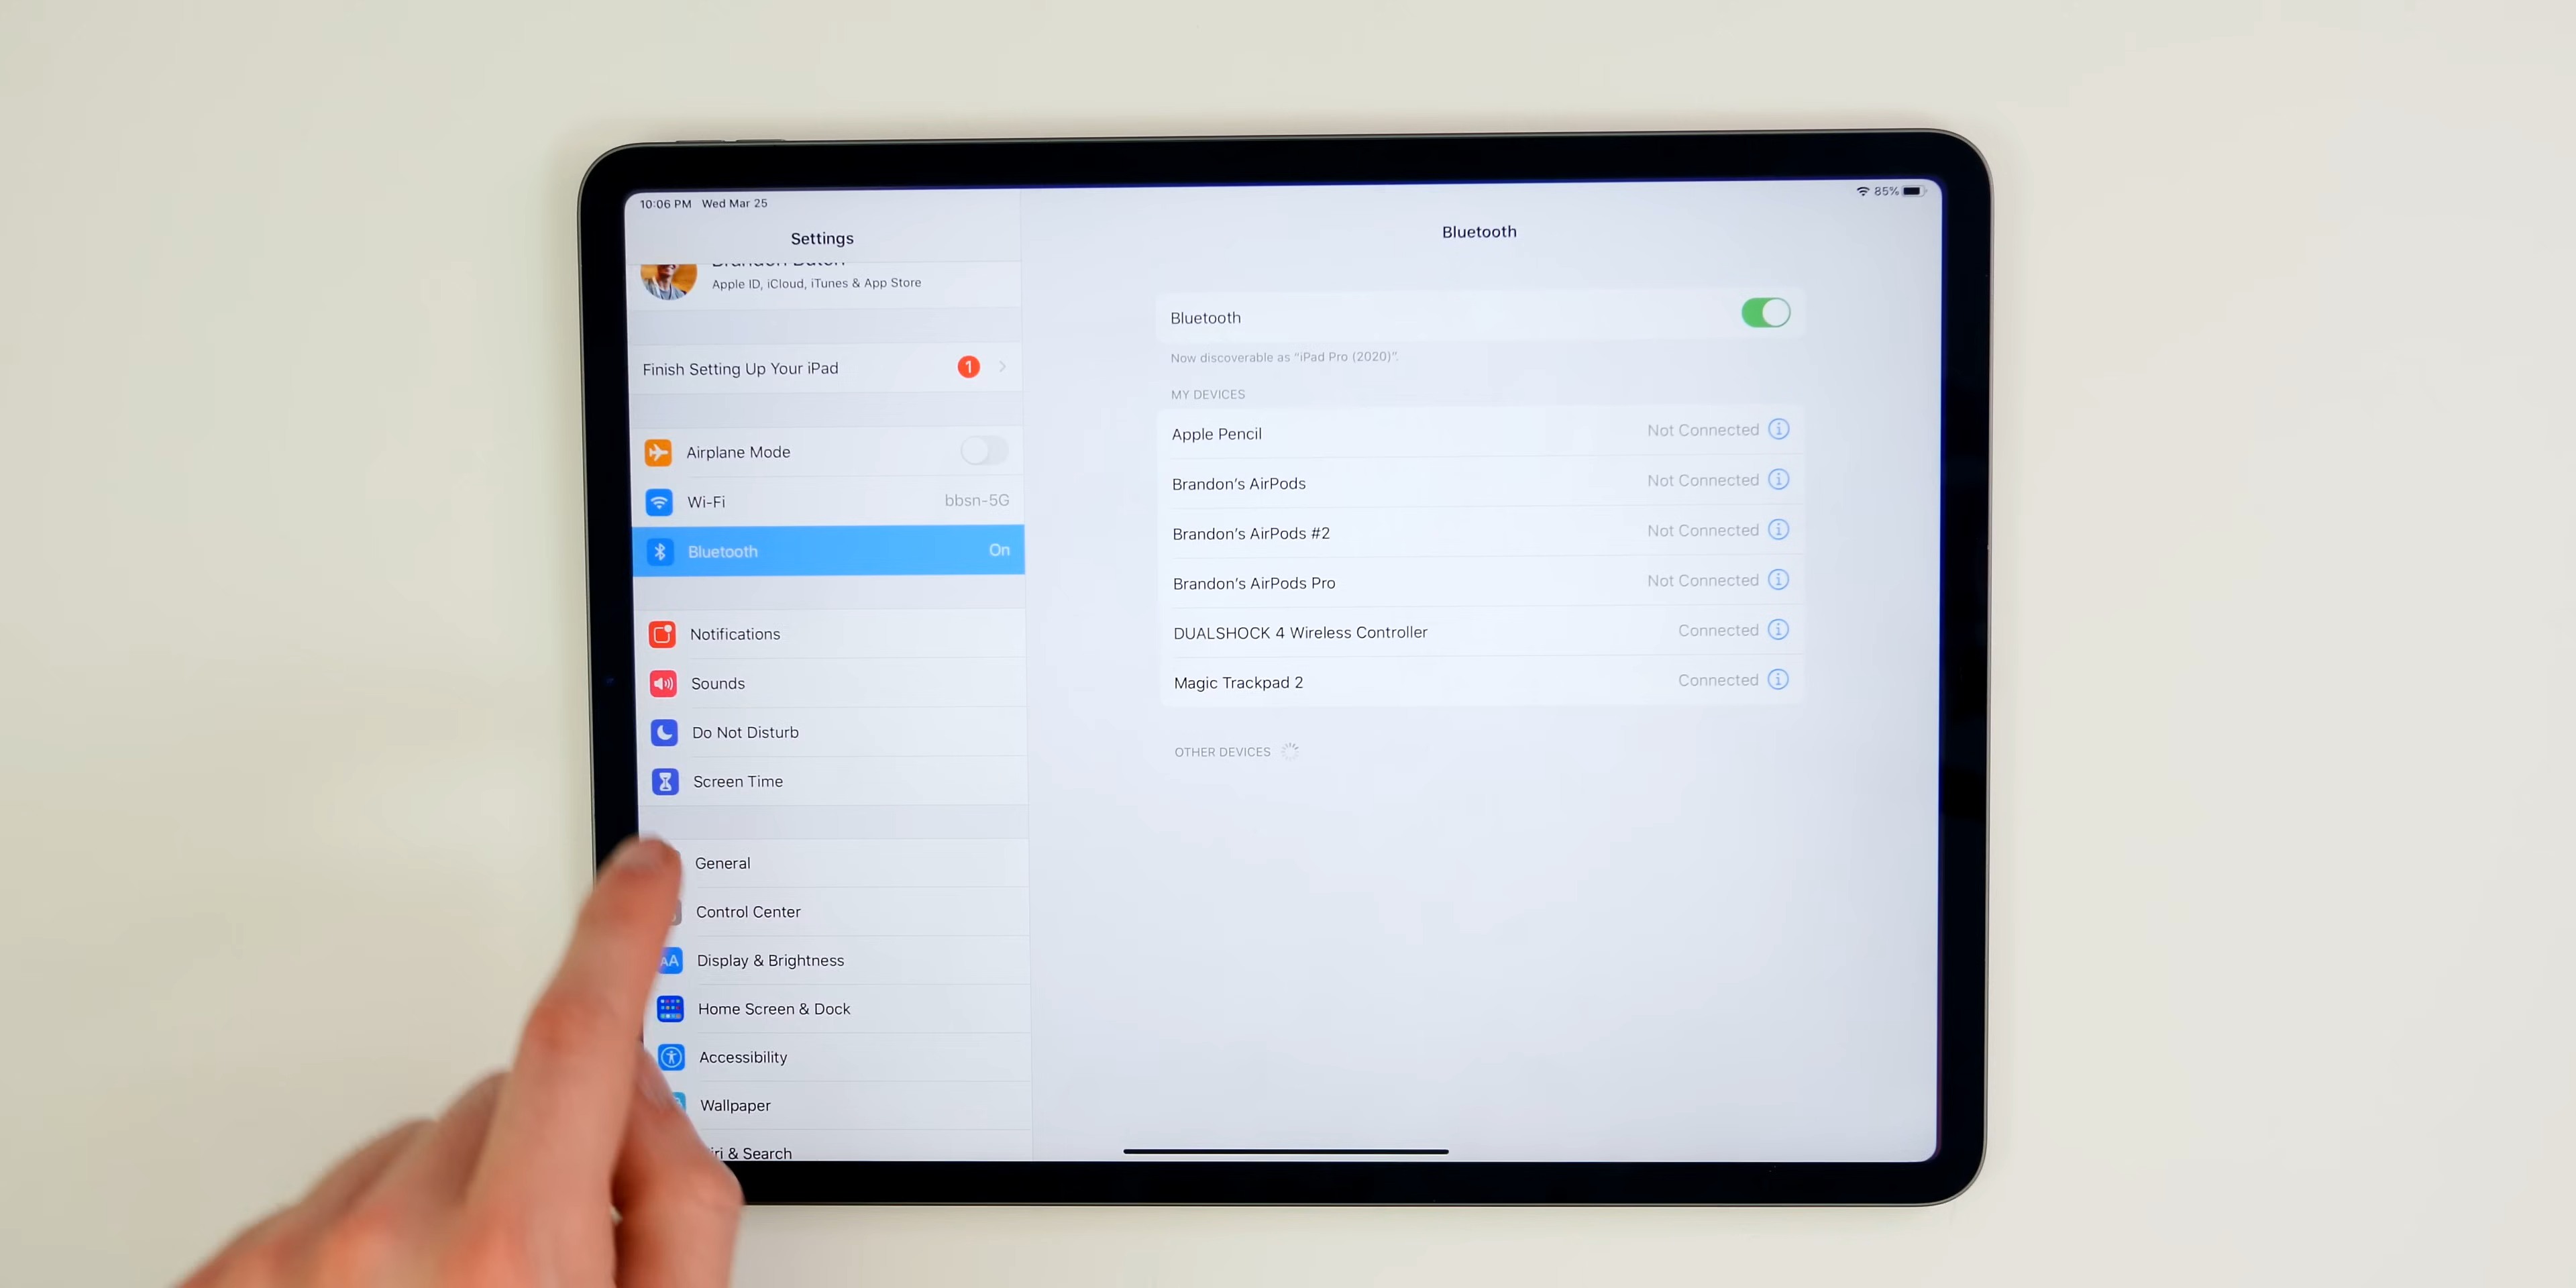 10:06 PM Wed Mar 25
85%
Settings
Apple ID, iCloud, iTunes & App Store
Finish Setting Up Your iPad 1
Airplane Mode
Wi-Fi bbsn-5G
Bluetooth On
Notifications
Sounds
Do Not Disturb
Screen Time
General
Control Center
AA Display & Brightness
Home Screen & Dock
Accessibility
Wallpaper
& Search
Bluetooth
Bluetooth
Now discoverable as “iPad Pro (2020)”.
MY DEVICES
Apple Pencil Not Connected
Brandon’s AirPods Not Connected
Brandon’s AirPods #2 Not Connected
Brandon’s AirPods Pro Not Connected
DUALSHOCK 4 Wireless Controller Connected
Magic Trackpad 2 Connected
OTHER DEVICES